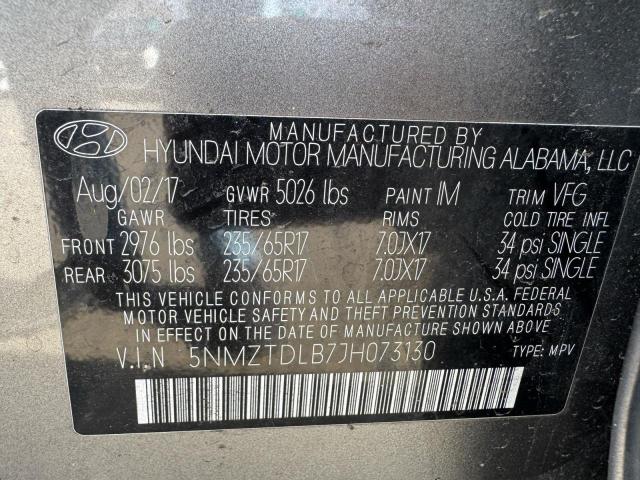 MANUFACTURED BY
HYUNDAI MOTOR MANUFACTURING ALABAMA, LLC
Aug/02/17 GVWR 5026 lbs PAINT IM TRIM VFG
GAWR TIRES RIMS COLD TIRE INFL
FRONT 2976 lbs 235/65R17 7.0JX17 34 psi SINGLE
REAR 3075 lbs 235/65R17 7.0JX17 34 psi SINGLE
THIS VEHICLE CONFORMS TO ALL APPLICABLE U.S.A. FEDERAL
MOTOR VEHICLE SAFETY AND THEFT PREVENTION STANDARDS
IN EFFECT ON THE DATE OF MANUFACTURE SHOWN ABOVE
V.I.N 5NMZTDLB7JH073130 TYPE: MPV